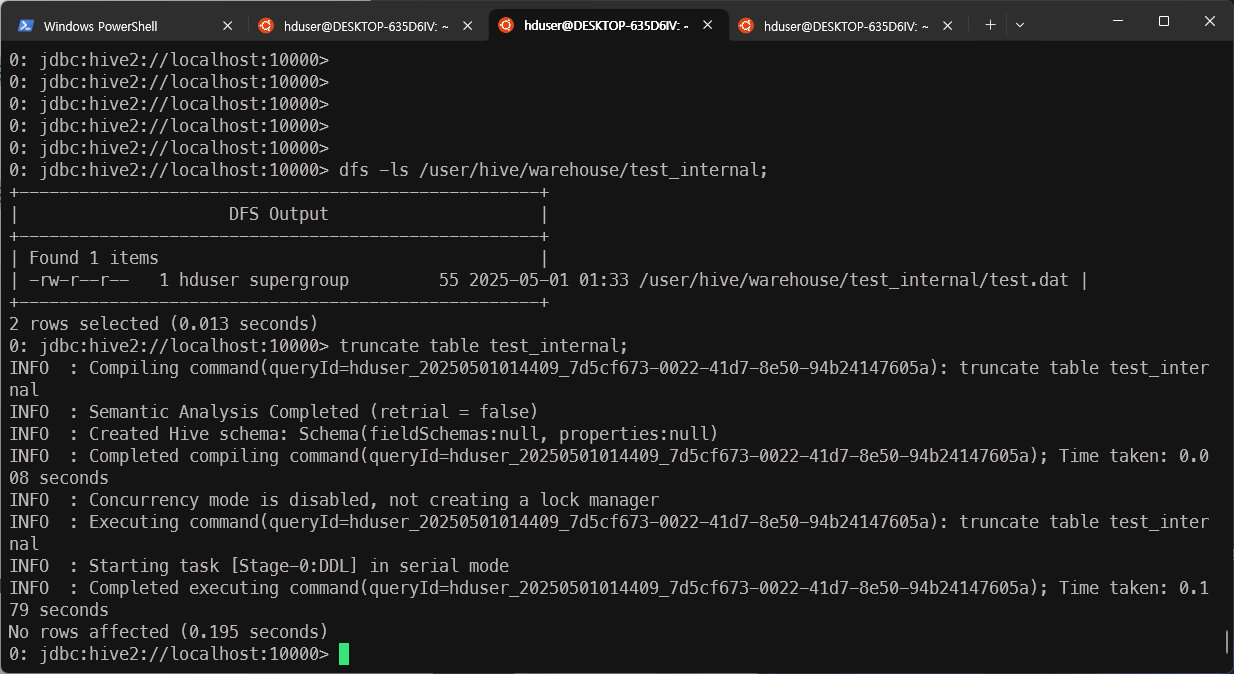 Windows PowerShell
hduser@DESKTOP-635D6IV: ~
hduser@DESKTOP-635D6IV: ~
hduser@DESKTOP-635D6IV: ~
0: jdbc:hive2://localhost:10000>
0: jdbc:hive2://localhost:10000>
0: jdbc:hive2://localhost:10000>
0: jdbc:hive2://localhost:10000>
0: jdbc:hive2://localhost:10000>
0: jdbc:hive2://localhost:10000> dfs -ls /user/hive/warehouse/test_internal;
+----------------------------------------------------+
|                     DFS Output                     |
+----------------------------------------------------+
| Found 1 items                                      |
| -rw-r--r--   1 hduser supergroup         55 2025-05-01 01:33 /user/hive/warehouse/test_internal/test.dat |
+----------------------------------------------------+
2 rows selected (0.013 seconds)
0: jdbc:hive2://localhost:10000> truncate table test_internal;
INFO  : Compiling command(queryId=hduser_20250501014409_7d5cf673-0022-41d7-8e50-94b24147605a): truncate table test_inter
nal
INFO  : Semantic Analysis Completed (retrial = false)
INFO  : Created Hive schema: Schema(fieldSchemas:null, properties:null)
INFO  : Completed compiling command(queryId=hduser_20250501014409_7d5cf673-0022-41d7-8e50-94b24147605a); Time taken: 0.0
08 seconds
INFO  : Concurrency mode is disabled, not creating a lock manager
INFO  : Executing command(queryId=hduser_20250501014409_7d5cf673-0022-41d7-8e50-94b24147605a): truncate table test_inter
nal
INFO  : Starting task [Stage-0:DDL] in serial mode
INFO  : Completed executing command(queryId=hduser_20250501014409_7d5cf673-0022-41d7-8e50-94b24147605a); Time taken: 0.1
79 seconds
No rows affected (0.195 seconds)
0: jdbc:hive2://localhost:10000>